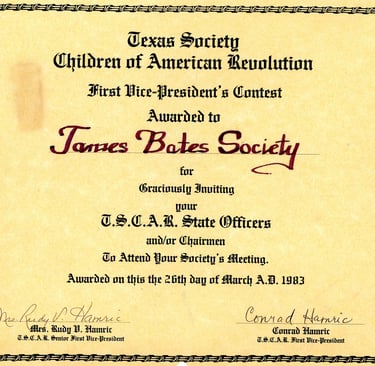 Texas Society
Children of American Revolution
First Vice-President's Contest
Awarded to
James Bates Society
for
Graciously Inviting
your
T.S.C.A.R. State Officers
and/or Chairmen
To Attend Your Society's Meeting.
Awarded on this the 26th day of March A.D. 1983
Mrs. Rudy V. Hamric Conrad Hamric
Mrs. Rudy V. Hamric Conrad Hamric
T.S.C.A.R. Senior First Vice-President T.S.C.A.R. First Vice-President